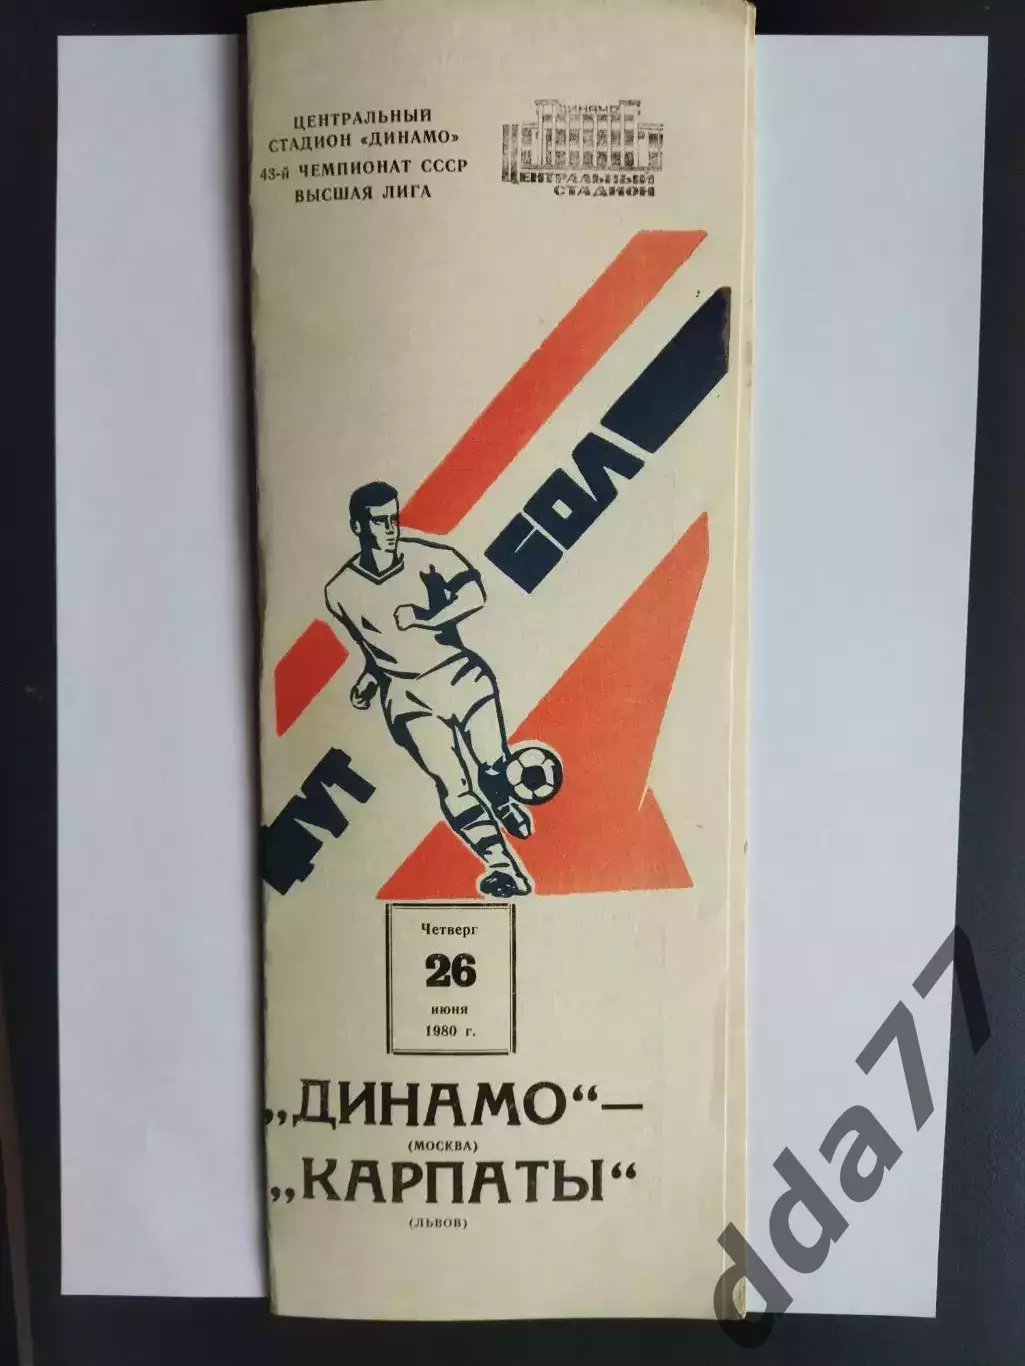 ЦЕНТРАЛЬНЫЙ
СТАДИОН «ДИНАМО»
43-й ЧЕМПИОНАТ СССР
ВЫСШАЯ ЛИГА
ДИНАМО
ЦЕНТРАЛЬНЫЙ
СТАДИОН
ФУТ
БОЛ
Четверг
26
июня
1980 г.
„ДИНАМО“ —
(МОСКВА)
„КАРПАТЫ“
(ЛЬВОВ)
dda77